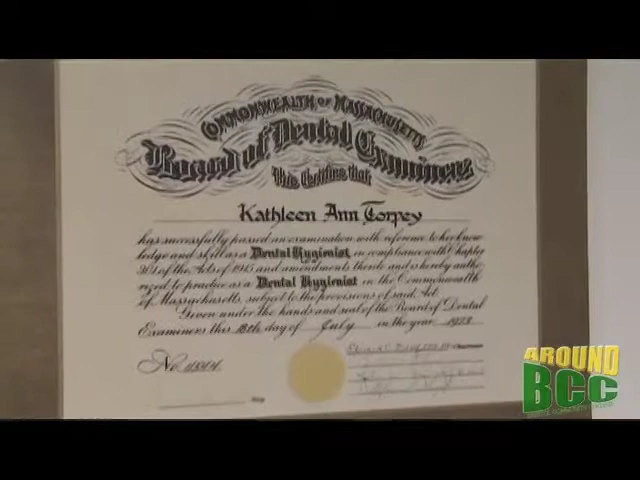 COMMONWEALTH OF MASSACHUSETTS
Board of Dental Examiners
This Certifies that
Kathleen Ann Torpey
has successfully passed an examination with reference to her know
ledge and skill as a Dental Hygienist in compliance with Chapter
301 of the Acts of 1915 and amendments thereto and is hereby autho
rized to practice as a Dental Hygienist in the Commonwealth
of Massachusetts, subject to the provisions of said Act.
Given under the hands and seal of the Board of Dental
Examiners this 18th day of July in the year
No.
AROUND
BCC